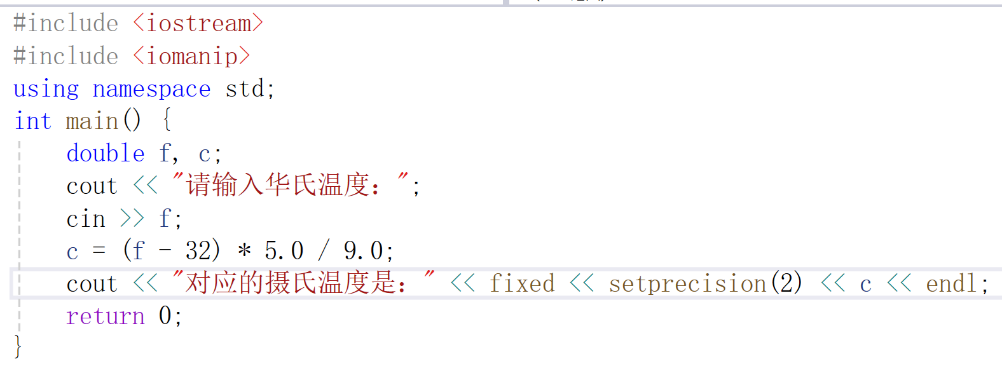 #include <iostream>
#include <iomanip>
using namespace std;
int main() {
    double f, c;
    cout << "请输入华氏温度：";
    cin >> f;
    c = (f - 32) * 5.0 / 9.0;
    cout << "对应的摄氏温度是：" << fixed << setprecision(2) << c << endl;
    return 0;
}